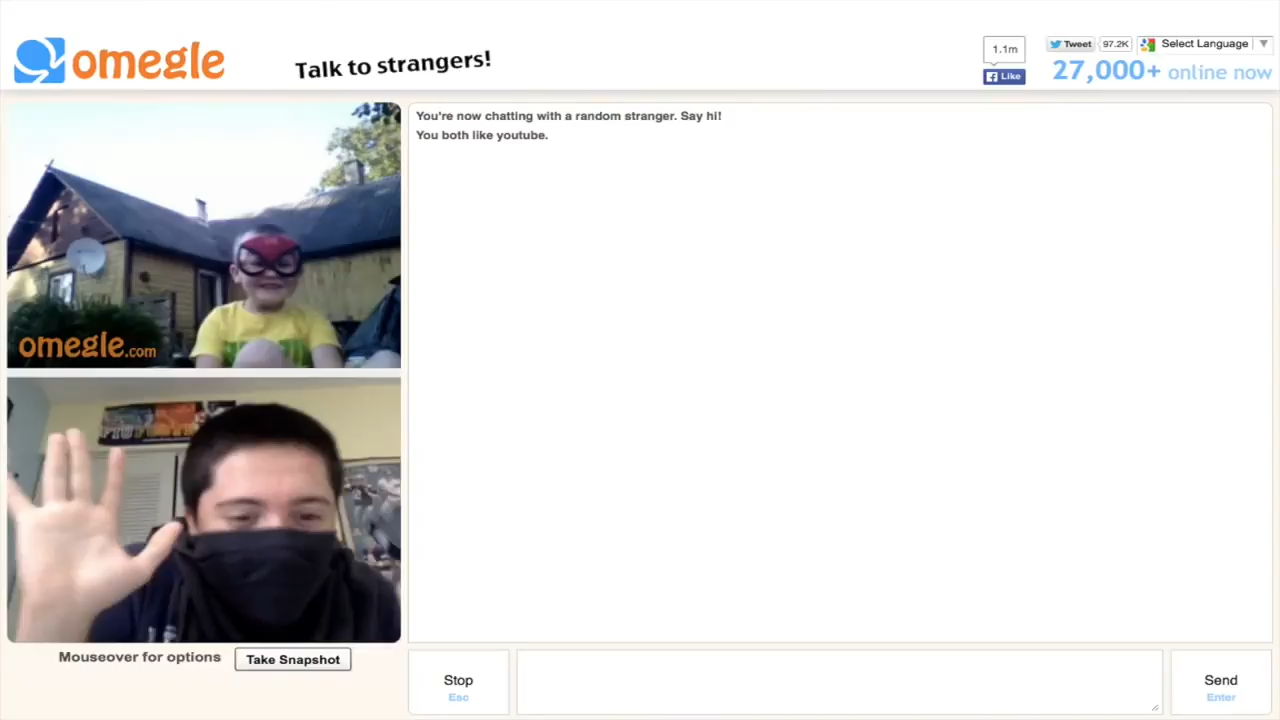 omegle
Talk to strangers!
1.1m
Like
Tweet
97.2K
Select Language
27,000+ online now
You're now chatting with a random stranger. Say hi!
You both like youtube.
omegle.com
Mouseover for options
Take Snapshot
Stop
Esc
Send
Enter